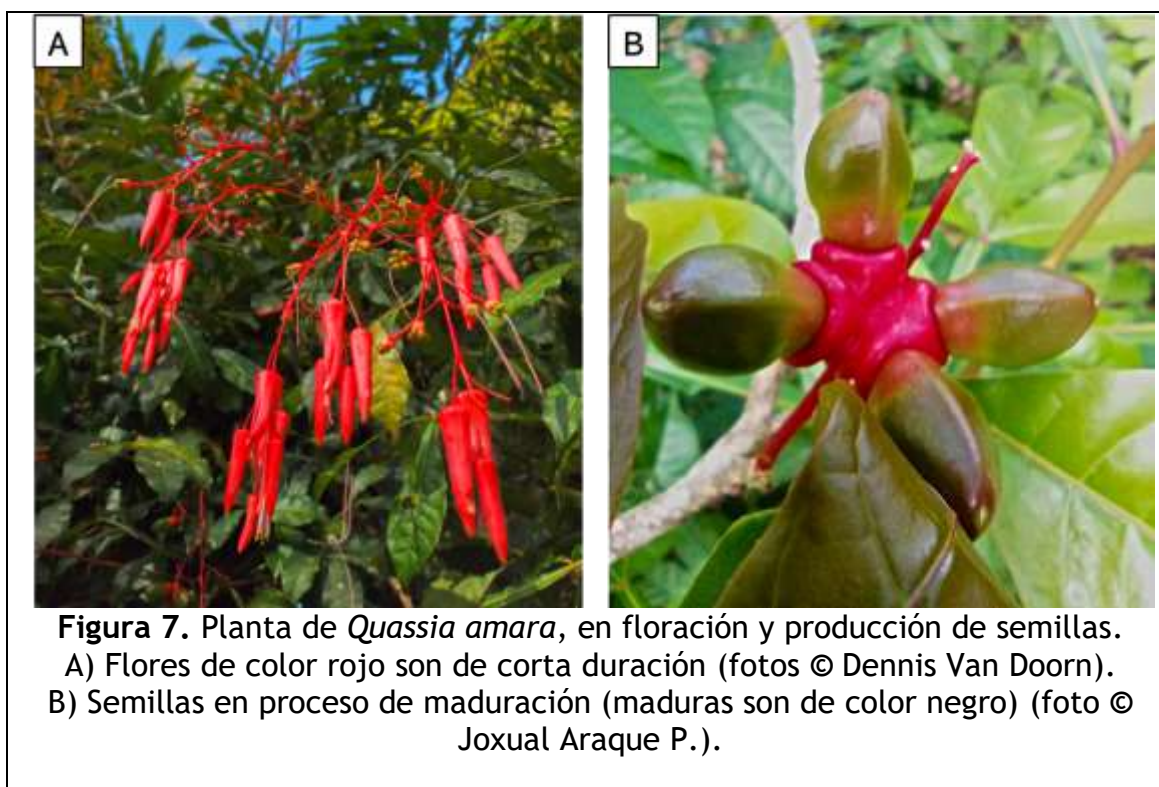 A
B
Figura 7. Planta de Quassia amara, en floración y producción de semillas.
A) Flores de color rojo son de corta duración (fotos © Dennis Van Doorn).
B) Semillas en proceso de maduración (maduras son de color negro) (foto ©
Joxual Araque P.).